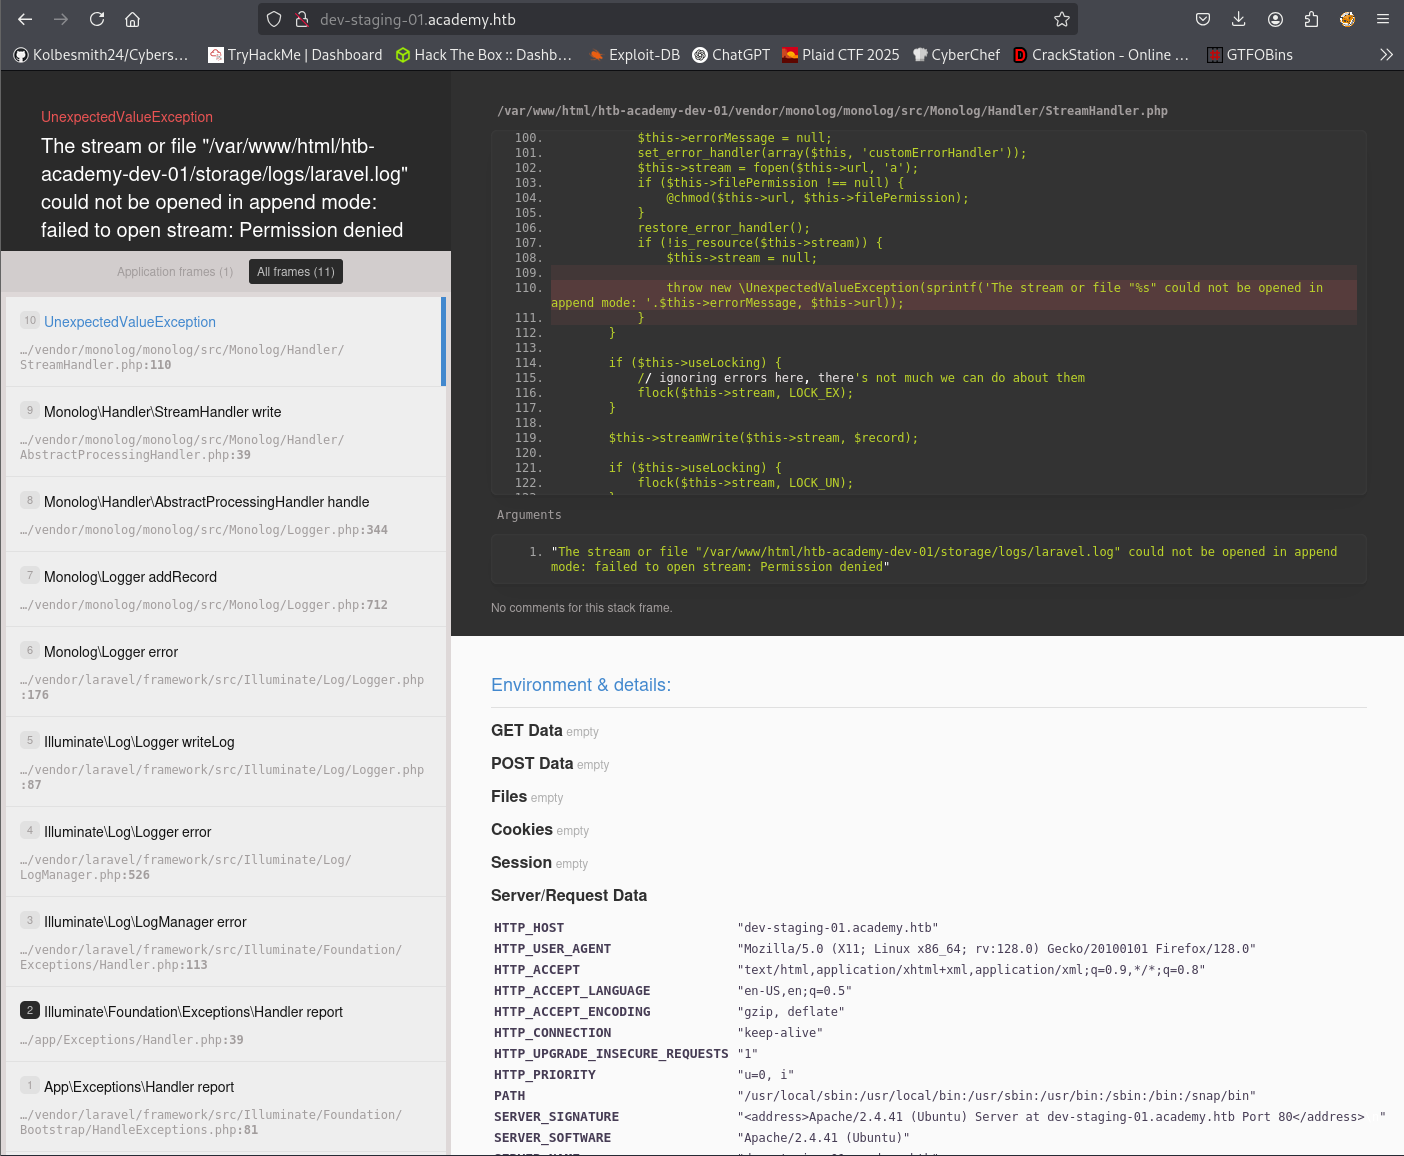 dev-staging-01.academy.htb
Kolbesmith24/Cybers…
TryHackMe | Dashboard
Hack The Box :: Dashb…
Exploit-DB
ChatGPT
Plaid CTF 2025
CyberChef
CrackStation - Online …
GTFOBins
UnexpectedValueException
The stream or file "/var/www/html/htb-
academy-dev-01/storage/logs/laravel.log"
could not be opened in append mode:
failed to open stream: Permission denied
Application frames (1)
All frames (11)
10 UnexpectedValueException
…/vendor/monolog/monolog/src/Monolog/Handler/
StreamHandler.php:110
9 Monolog\Handler\StreamHandler write
…/vendor/monolog/monolog/src/Monolog/Handler/
AbstractProcessingHandler.php:39
8 Monolog\Handler\AbstractProcessingHandler handle
…/vendor/monolog/monolog/src/Monolog/Logger.php:344
7 Monolog\Logger addRecord
…/vendor/monolog/monolog/src/Monolog/Logger.php:712
6 Monolog\Logger error
…/vendor/laravel/framework/src/Illuminate/Log/Logger.php
:176
5 Illuminate\Log\Logger writeLog
…/vendor/laravel/framework/src/Illuminate/Log/Logger.php
:87
4 Illuminate\Log\Logger error
…/vendor/laravel/framework/src/Illuminate/Log/
LogManager.php:526
3 Illuminate\Log\LogManager error
…/vendor/laravel/framework/src/Illuminate/Foundation/
Exceptions/Handler.php:113
2 Illuminate\Foundation\Exceptions\Handler report
…/app/Exceptions/Handler.php:39
1 App\Exceptions\Handler report
…/vendor/laravel/framework/src/Illuminate/Foundation/
Bootstrap/HandleExceptions.php:81
/var/www/html/htb-academy-dev-01/vendor/monolog/monolog/src/Monolog/Handler/StreamHandler.php
100. $this->errorMessage = null;
101. set_error_handler(array($this, 'customErrorHandler'));
102. $this->stream = fopen($this->url, 'a');
103. if ($this->filePermission !== null) {
104. @chmod($this->url, $this->filePermission);
105. }
106. restore_error_handler();
107. if (!is_resource($this->stream)) {
108. $this->stream = null;
109.
110. throw new \UnexpectedValueException(sprintf('The stream or file "%s" could not be opened in
append mode: '.$this->errorMessage, $this->url));
111. }
112. }
113.
114. if ($this->useLocking) {
115. // ignoring errors here, there's not much we can do about them
116. flock($this->stream, LOCK_EX);
117. }
118.
119. $this->streamWrite($this->stream, $record);
120.
121. if ($this->useLocking) {
122. flock($this->stream, LOCK_UN);
Arguments
1. "The stream or file "/var/www/html/htb-academy-dev-01/storage/logs/laravel.log" could not be opened in append
mode: failed to open stream: Permission denied"
No comments for this stack frame.
Environment & details:
GET Data empty
POST Data empty
Files empty
Cookies empty
Session empty
Server/Request Data
HTTP_HOST "dev-staging-01.academy.htb"
HTTP_USER_AGENT "Mozilla/5.0 (X11; Linux x86_64; rv:128.0) Gecko/20100101 Firefox/128.0"
HTTP_ACCEPT "text/html,application/xhtml+xml,application/xml;q=0.9,*/*;q=0.8"
HTTP_ACCEPT_LANGUAGE "en-US,en;q=0.5"
HTTP_ACCEPT_ENCODING "gzip, deflate"
HTTP_CONNECTION "keep-alive"
HTTP_UPGRADE_INSECURE_REQUESTS "1"
HTTP_PRIORITY "u=0, i"
PATH "/usr/local/sbin:/usr/local/bin:/usr/sbin:/usr/bin:/sbin:/bin:/snap/bin"
SERVER_SIGNATURE "<address>Apache/2.4.41 (Ubuntu) Server at dev-staging-01.academy.htb Port 80</address> "
SERVER_SOFTWARE "Apache/2.4.41 (Ubuntu)"